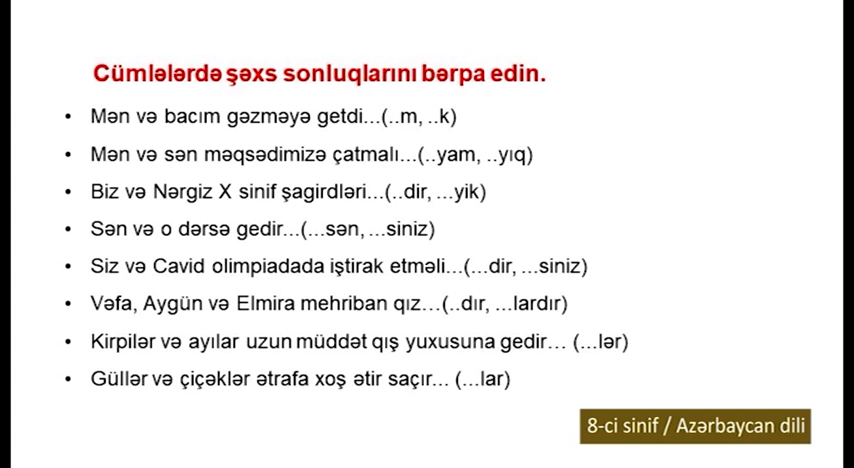 Cümlələrdə şəxs sonluqlarını bərpa edin.
• Mən və bacım gəzməyə getdi...(..m, ..k)
• Mən və sən məqsədimizə çatmalı...(..yam, ..yıq)
• Biz və Nərgiz X sinif şagirdləri...(..dir, ...yik)
• Sən və o dərsə gedir...(...sən, ...siniz)
• Siz və Cavid olimpiadada iştirak etməli...(...dir, ...siniz)
• Vəfa, Aygün və Elmira mehriban qız...(..dır, ...lardır)
• Kirpilər və ayılar uzun müddət qış yuxusuna gedir... (...lər)
• Güllər və çiçəklər ətrafa xoş ətir saçır... (...lar)
8-ci sinif / Azərbaycan dili